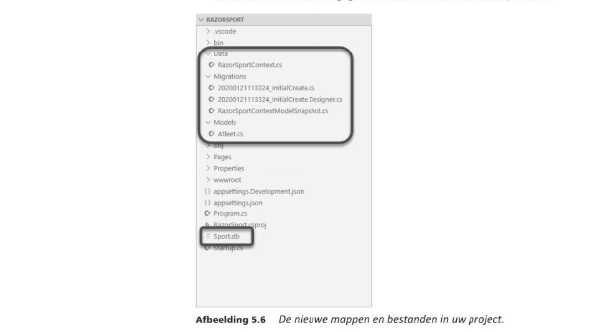 RAZORSPORT
.vscode
bin
Data
RazorSportContext.cs
Migrations
20200121113324_InitialCreate.cs
20200121113324_InitialCreate.Designer.cs
RazorSportContextModelSnapshot.cs
Models
Atleet.cs
obj
Pages
Properties
wwwroot
{} appsettings.Development.json
{} appsettings.json
Program.cs
RazorSport.csproj
Sport.db
Startup.cs
Afbeelding 5.6 De nieuwe mappen en bestanden in uw project.